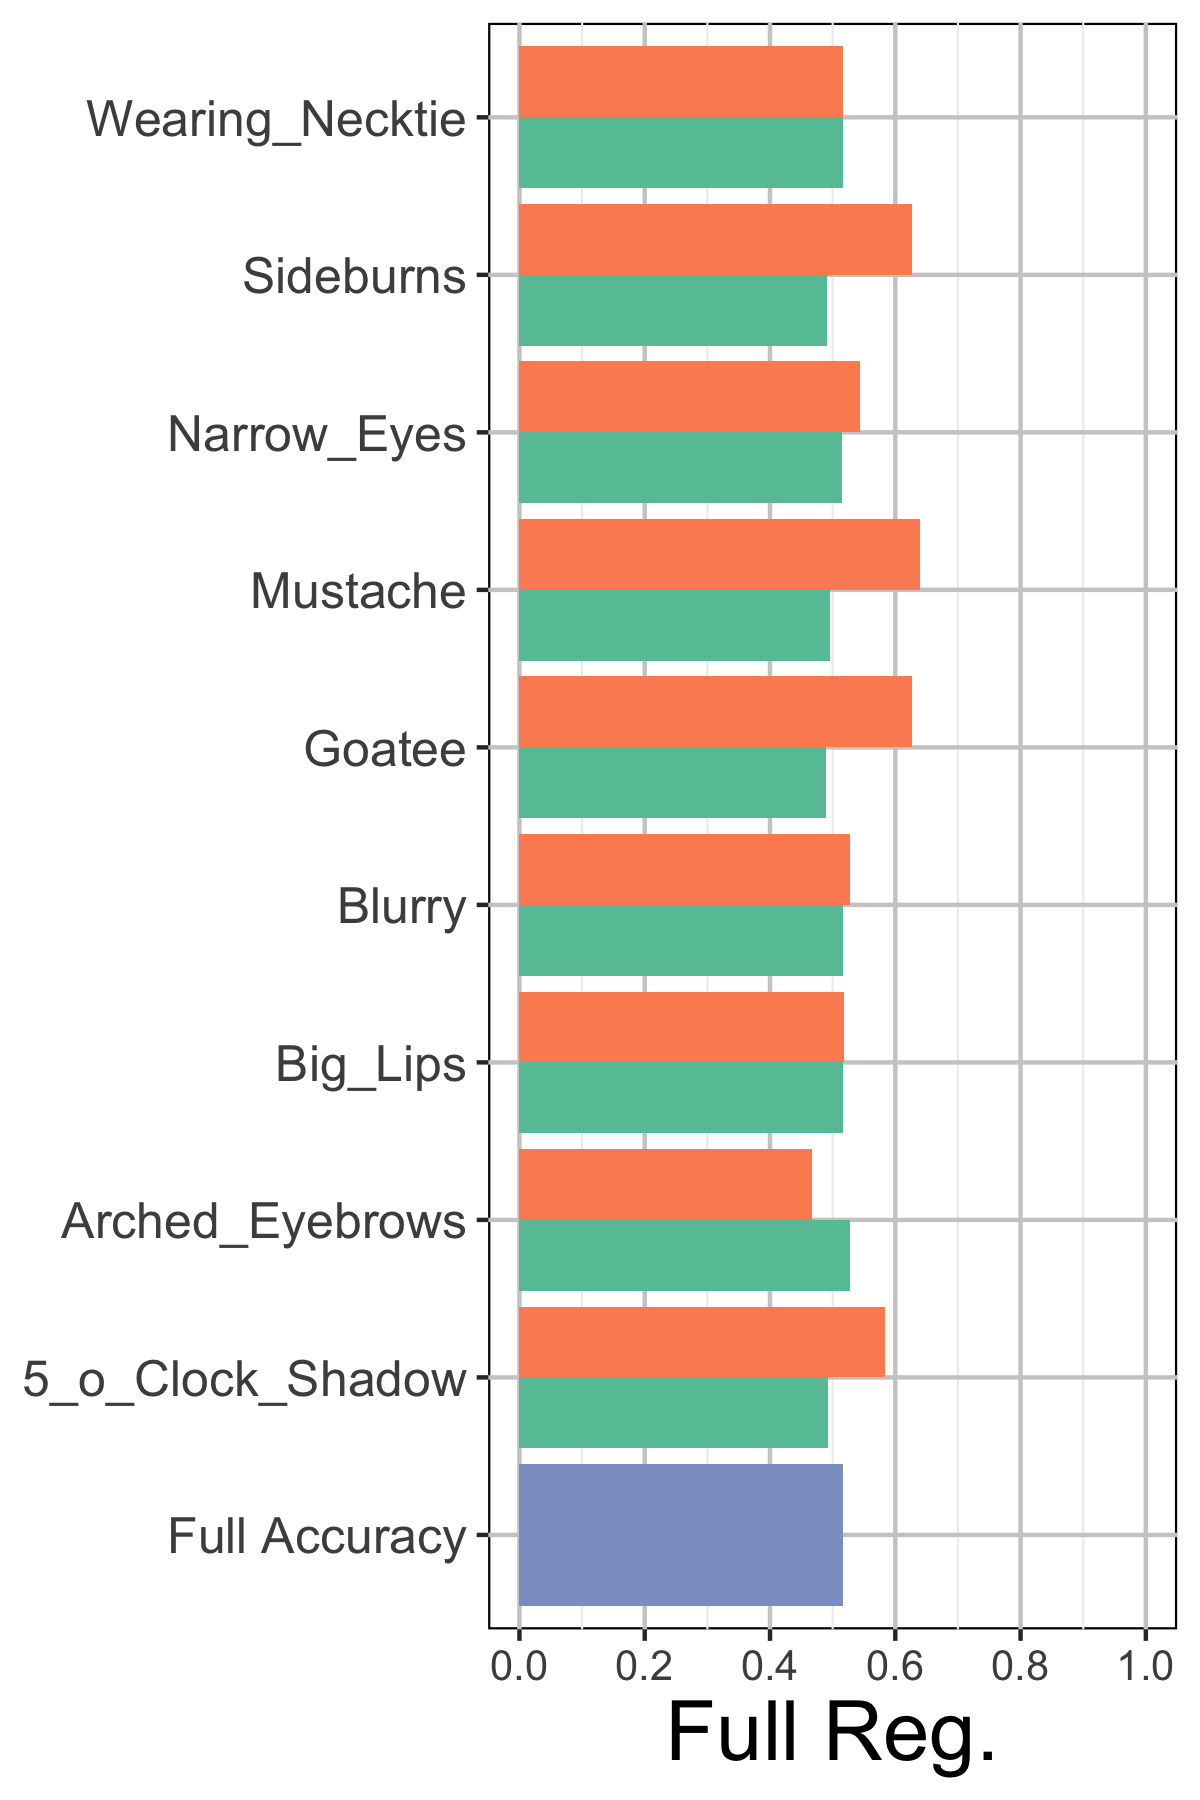 Wearing_Necktie
Sideburns
Narrow_Eyes
Mustache
Goatee
Blurry
Big_Lips
Arched_Eyebrows
5_o_Clock_Shadow
Full Accuracy
0.0 0.2 0.4 0.6 0.8 1.0
Full Reg.